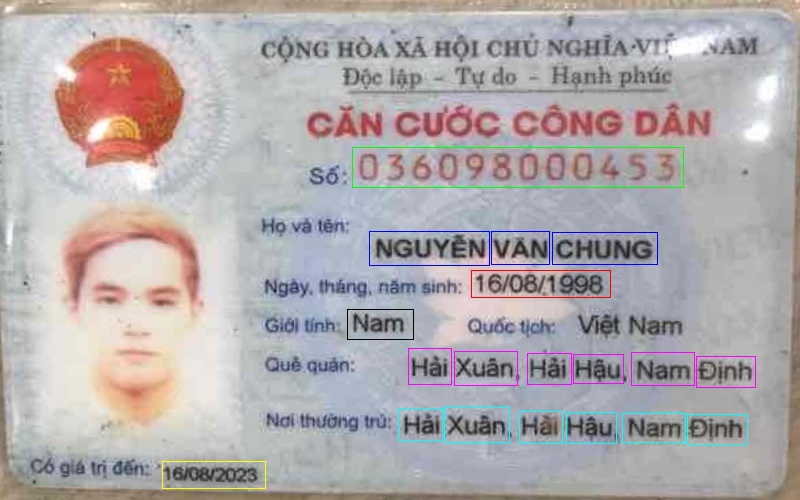 CỘNG HÒA XÃ HỘI CHỦ NGHĨA VIỆT NAM
Độc lập - Tự do - Hạnh phúc
CĂN CƯỚC CÔNG DÂN
Số: 036098000453
Họ và tên:
NGUYỄN VĂN CHUNG
Ngày, tháng, năm sinh: 16/08/1998
Giới tính: Nam Quốc tịch: Việt Nam
Quê quán: Hải Xuân, Hải Hậu, Nam Định
Nơi thường trú: Hải Xuân, Hải Hậu, Nam Định
Có giá trị đến: 16/08/2023